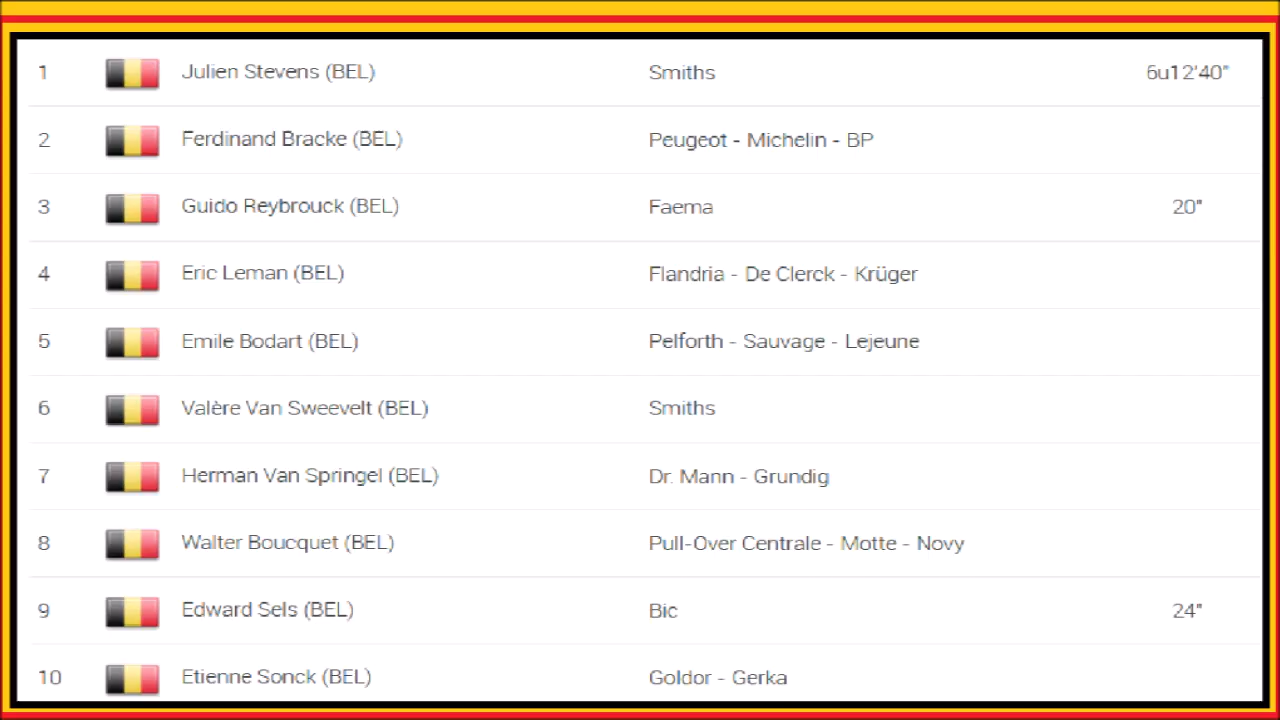 1 Julien Stevens (BEL) Smiths 6u12'40"
2 Ferdinand Bracke (BEL) Peugeot - Michelin - BP
3 Guido Reybrouck (BEL) Faema 20"
4 Eric Leman (BEL) Flandria - De Clerck - Krüger
5 Emile Bodart (BEL) Pelforth - Sauvage - Lejeune
6 Valère Van Sweevelt (BEL) Smiths
7 Herman Van Springel (BEL) Dr. Mann - Grundig
8 Walter Boucquet (BEL) Pull-Over Centrale - Motte - Novy
9 Edward Sels (BEL) Bic 24"
10 Etienne Sonck (BEL) Goldor - Gerka